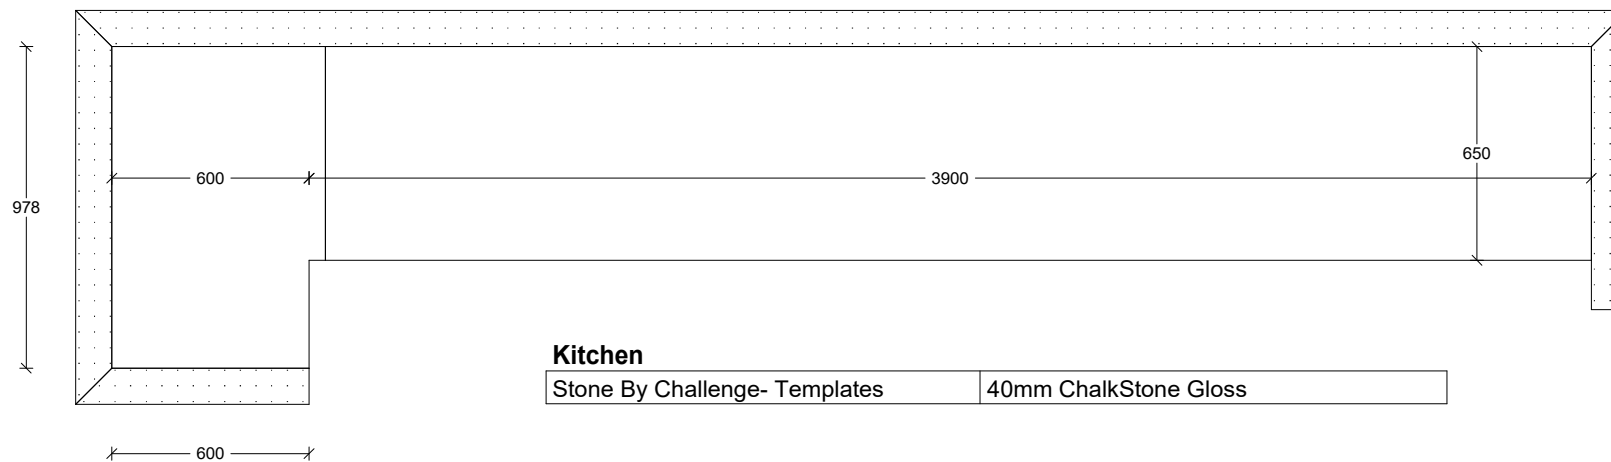 650
600
3900
978
Kitchen
Stone By Challenge- Templates 40mm ChalkStone Gloss
600